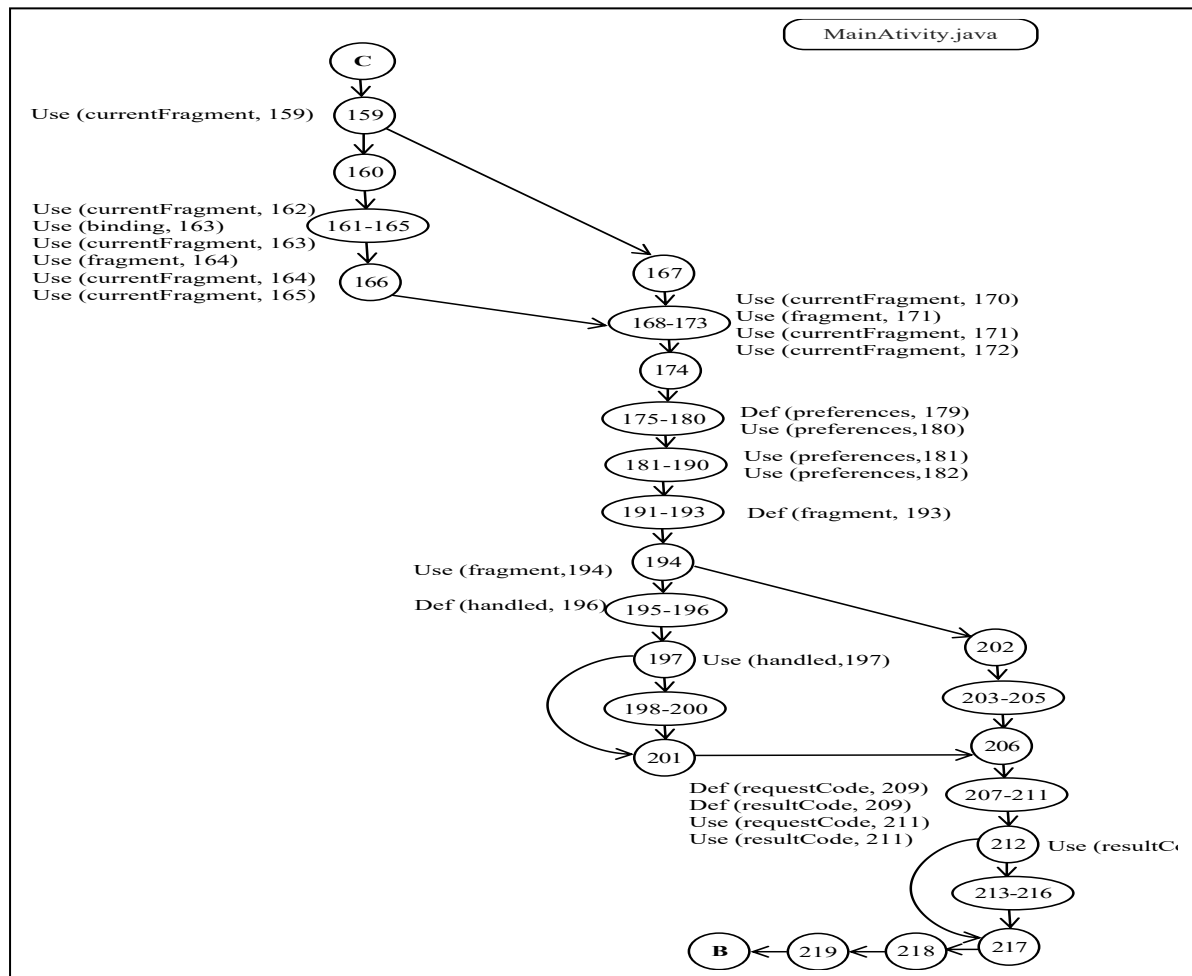 MainAtivity.java
C
Use (currentFragment, 159)
159
160
Use (currentFragment, 162)
Use (binding, 163)
Use (currentFragment, 163)
Use (fragment, 164)
Use (currentFragment, 164)
Use (currentFragment, 165)
161-165
166
167
168-173
Use (currentFragment, 170)
Use (fragment, 171)
Use (currentFragment, 171)
Use (currentFragment, 172)
174
175-180
Def (preferences, 179)
Use (preferences,180)
181-190
Use (preferences,181)
Use (preferences,182)
191-193
Def (fragment, 193)
Use (fragment,194)
194
Def (handled, 196)
195-196
197
Use (handled,197)
198-200
201
202
203-205
206
Def (requestCode, 209)
Def (resultCode, 209)
Use (requestCode, 211)
Use (resultCode, 211)
207-211
212
Use
213-216
217
218
219
B